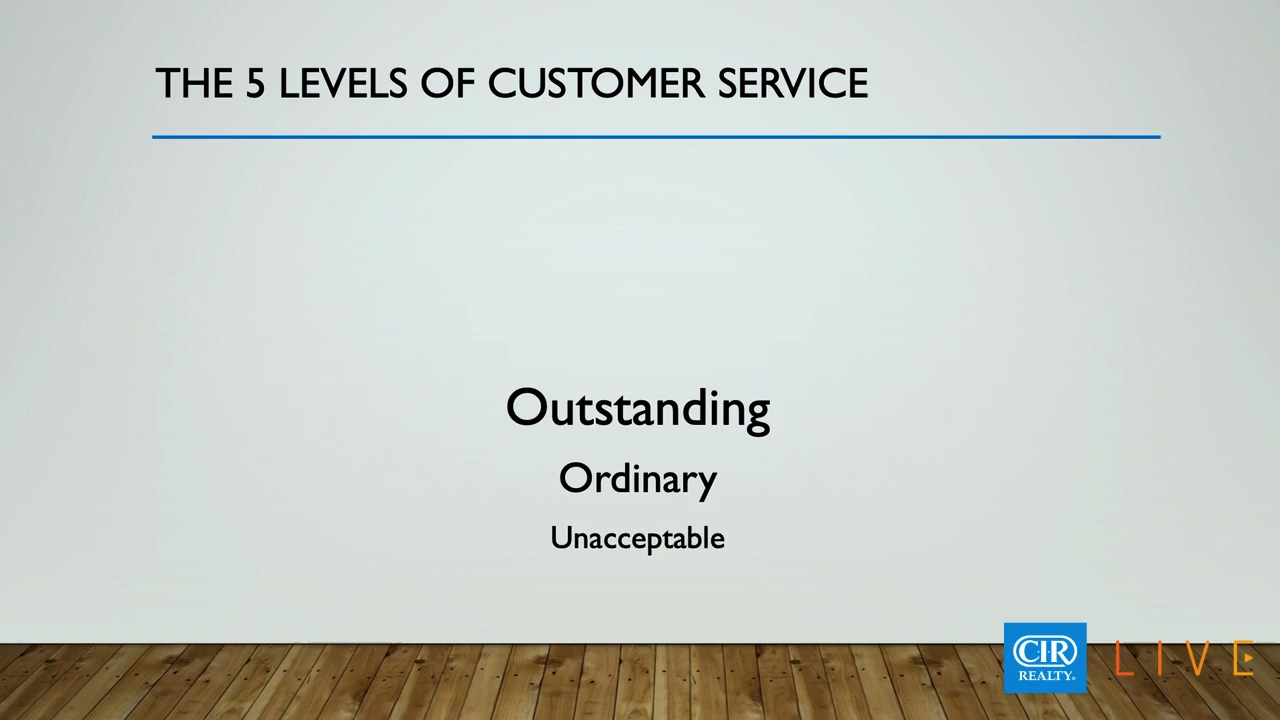 THE 5 LEVELS OF CUSTOMER SERVICE
Outstanding
Ordinary
Unacceptable
CIR
REALTY®
LIVE